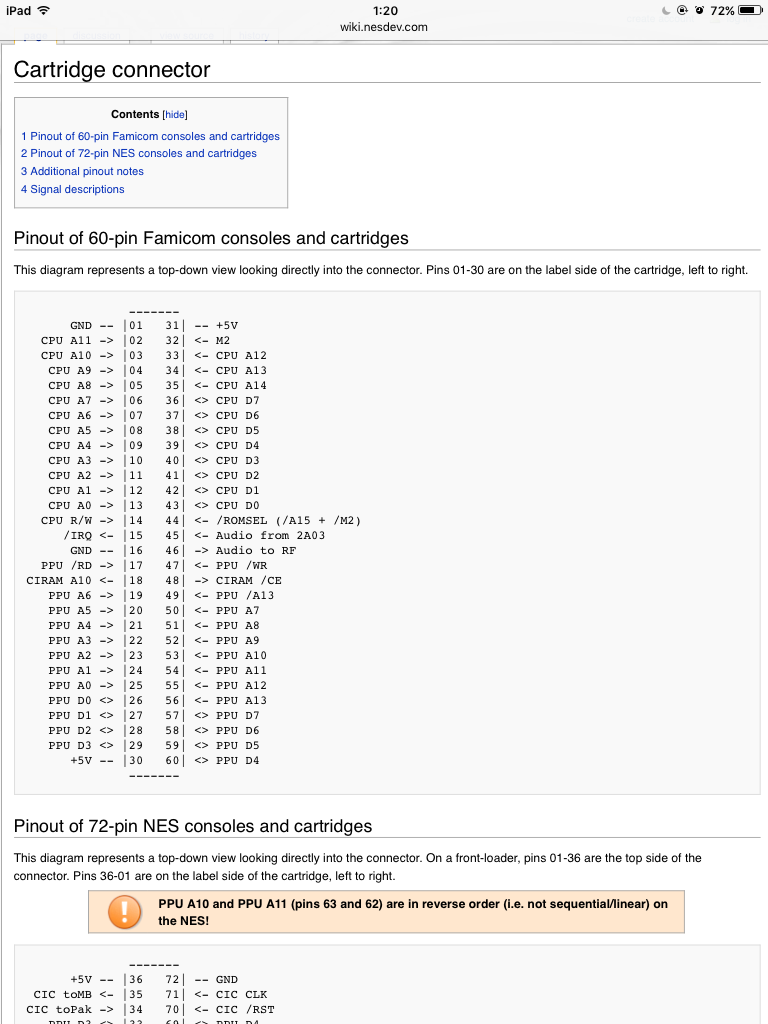 iPad 1:20 72%
wiki.nesdev.com
Cartridge connector
Contents [hide]
1 Pinout of 60-pin Famicom consoles and cartridges
2 Pinout of 72-pin NES consoles and cartridges
3 Additional pinout notes
4 Signal descriptions
Pinout of 60-pin Famicom consoles and cartridges
This diagram represents a top-down view looking directly into the connector. Pins 01-30 are on the label side of the cartridge, left to right.
-------
GND -- |01 31| -- +5V
CPU A11 -> |02 32| <- M2
CPU A10 -> |03 33| <- CPU A12
CPU A9 -> |04 34| <- CPU A13
CPU A8 -> |05 35| <- CPU A14
CPU A7 -> |06 36| <> CPU D7
CPU A6 -> |07 37| <> CPU D6
CPU A5 -> |08 38| <> CPU D5
CPU A4 -> |09 39| <> CPU D4
CPU A3 -> |10 40| <> CPU D3
CPU A2 -> |11 41| <> CPU D2
CPU A1 -> |12 42| <> CPU D1
CPU A0 -> |13 43| <> CPU D0
CPU R/W -> |14 44| <- /ROMSEL (/A15 + /M2)
/IRQ <- |15 45| <- Audio from 2A03
GND -- |16 46| -> Audio to RF
PPU /RD -> |17 47| <- PPU /WR
CIRAM A10 <- |18 48| -> CIRAM /CE
PPU A6 -> |19 49| <- PPU /A13
PPU A5 -> |20 50| <- PPU A7
PPU A4 -> |21 51| <- PPU A8
PPU A3 -> |22 52| <- PPU A9
PPU A2 -> |23 53| <- PPU A10
PPU A1 -> |24 54| <- PPU A11
PPU A0 -> |25 55| <- PPU A12
PPU D0 <> |26 56| <- PPU A13
PPU D1 <> |27 57| <> PPU D7
PPU D2 <> |28 58| <> PPU D6
PPU D3 <> |29 59| <> PPU D5
+5V -- |30 60| <> PPU D4
-------
Pinout of 72-pin NES consoles and cartridges
This diagram represents a top-down view looking directly into the connector. On a front-loader, pins 01-36 are the top side of the
connector. Pins 36-01 are on the label side of the cartridge, left to right.
PPU A10 and PPU A11 (pins 63 and 62) are in reverse order (i.e. not sequential/linear) on
the NES!
-------
+5V -- |36 72| -- GND
CIC toMB <- |35 71| <- CIC CLK
CIC toPak -> |34 70| <- CIC /RST